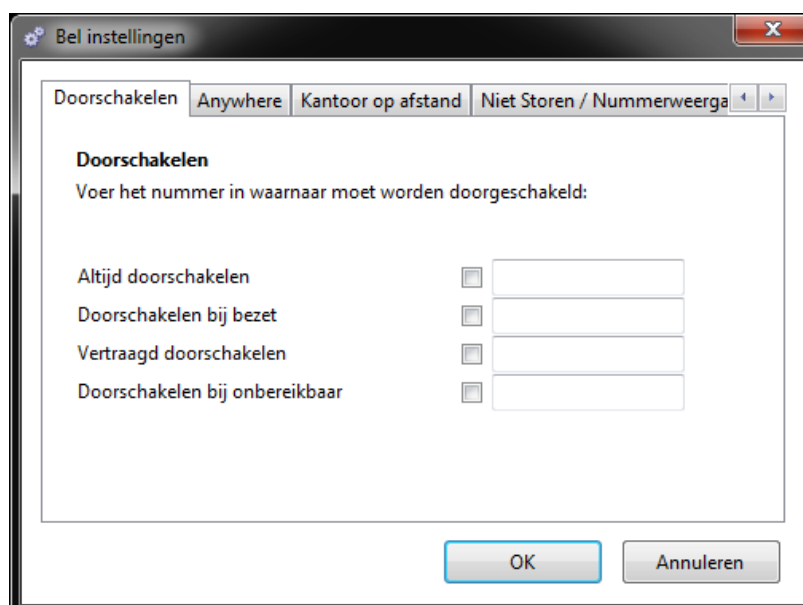 Bel instellingen
Doorschakelen Anywhere Kantoor op afstand Niet Storen / Nummerweerga
Doorschakelen
Voer het nummer in waarnaar moet worden doorgeschakeld:
Altijd doorschakelen
Doorschakelen bij bezet
Vertraagd doorschakelen
Doorschakelen bij onbereikbaar
OK Annuleren